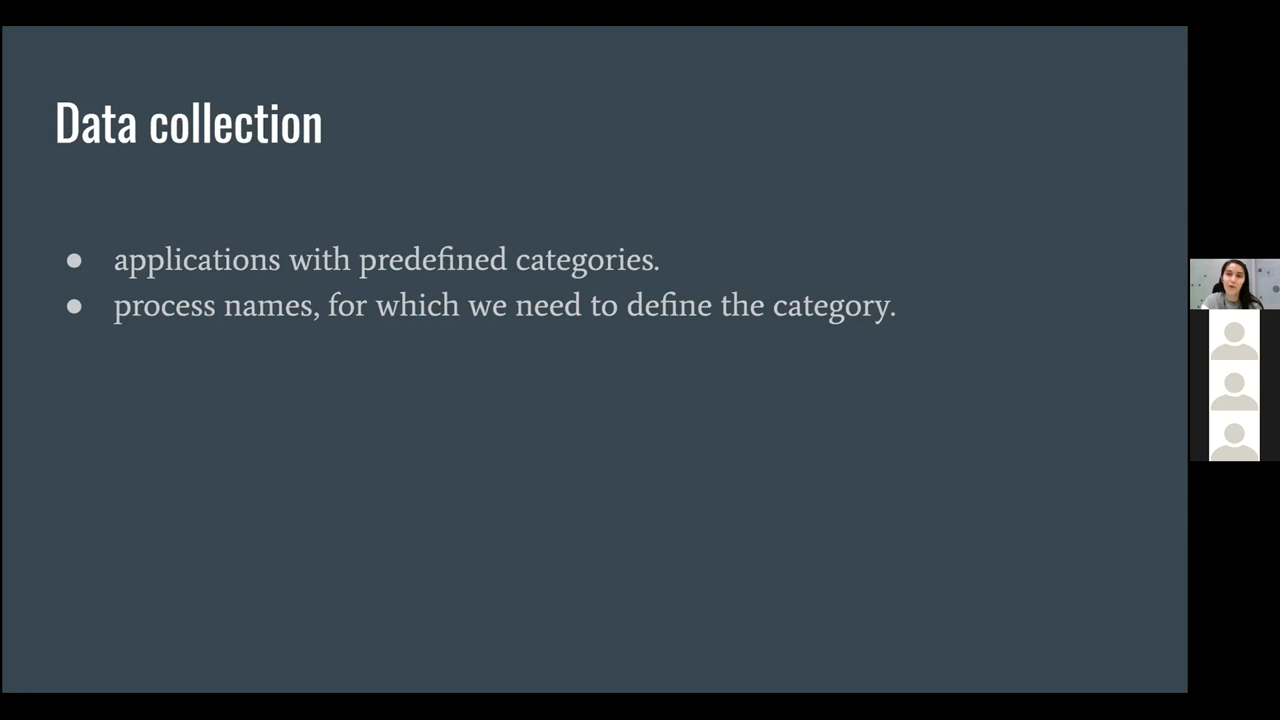 Data collection
● applications with predefined categories.
● process names, for which we need to define the category.